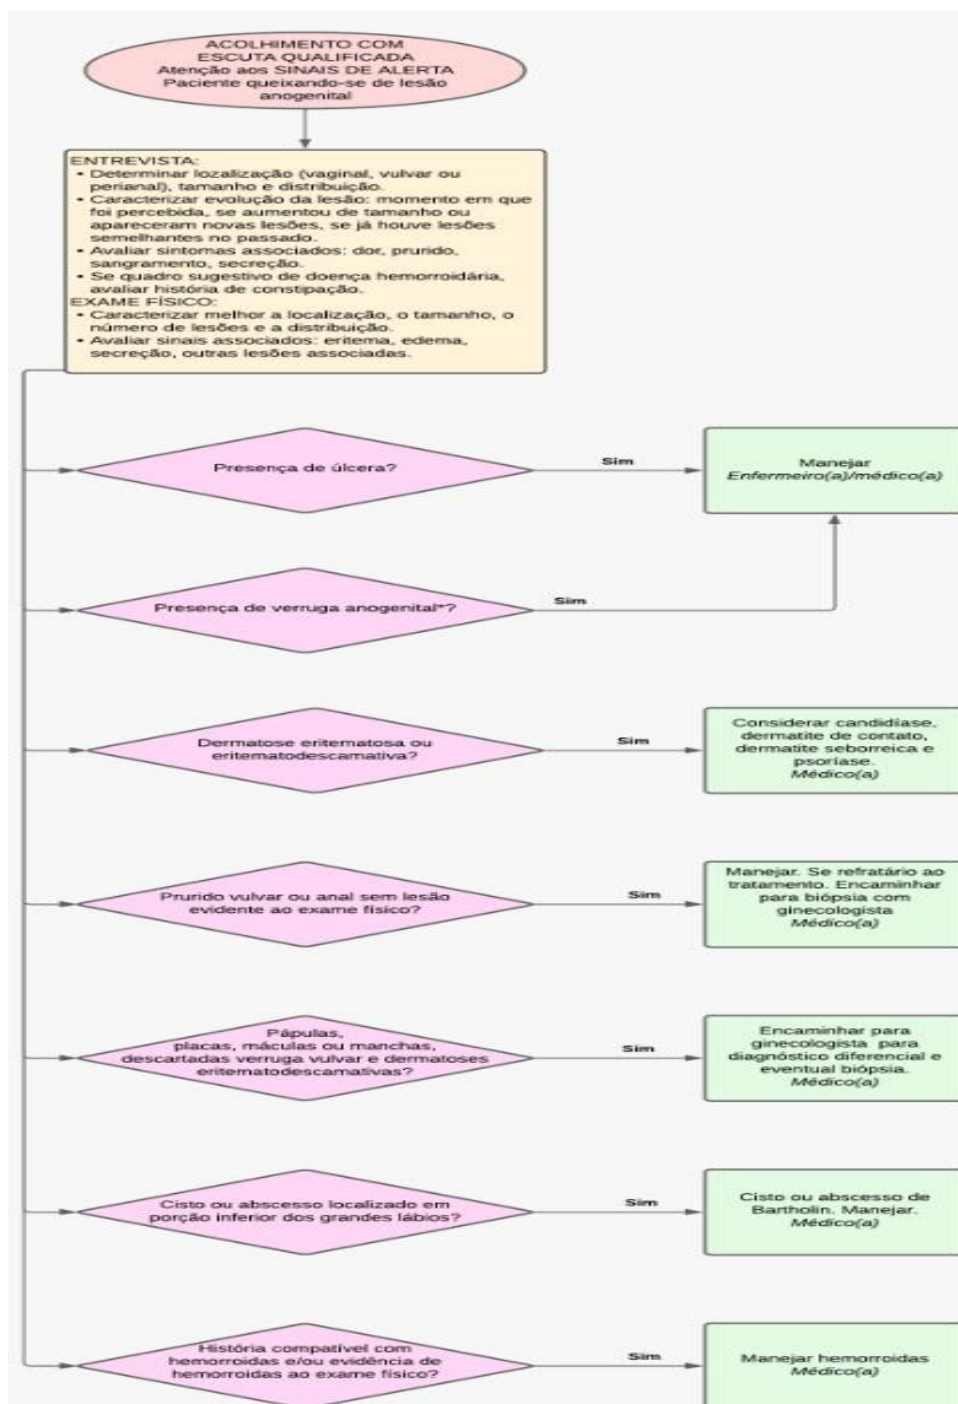 ACOLHIMENTO COM
ESCUTA QUALIFICADA
Atenção aos SINAIS DE ALERTA
Paciente queixando-se de lesão
anogenital
ENTREVISTA:
• Determinar lozalização (vaginal, vulvar ou
perianal), tamanho e distribuição.
• Caracterizar evolução da lesão: momento em que
foi percebida, se aumentou de tamanho ou
apareceram novas lesões, se já houve lesões
semelhantes no passado.
• Avaliar sintomas associados: dor, prurido,
sangramento, secreção.
• Se quadro sugestivo de doença hemorroidária,
avaliar história de constipação.
EXAME FÍSICO:
• Caracterizar melhor a localização, o tamanho, o
número de lesões e a distribuição.
• Avaliar sinais associados: eritema, edema,
secreção, outras lesões associadas.
Presença de úlcera?
Sim
Manejar
Enfermeiro(a)/médico(a)
Presença de verruga anogenital*?
Sim
Dermatose eritematosa ou
eritematodescamativa?
Sim
Considerar candidíase,
dermatite de contato,
dermatite seborreica e
psoríase.
Médico(a)
Prurido vulvar ou anal sem lesão
evidente ao exame físico?
Sim
Manejar. Se refratário ao
tratamento. Encaminhar
para biópsia com
ginecologista
Médico(a)
Pápulas,
placas, máculas ou manchas,
descartadas verruga vulvar e dermatoses
eritematodescamativas?
Sim
Encaminhar para
ginecologista para
diagnóstico diferencial e
eventual biópsia.
Médico(a)
Cisto ou abscesso localizado em
porção inferior dos grandes lábios?
Sim
Cisto ou abscesso de
Bartholin. Manejar.
Médico(a)
História compatível com
hemorroidas e/ou evidência de
hemorroidas ao exame físico?
Sim
Manejar hemorroidas
Médico(a)